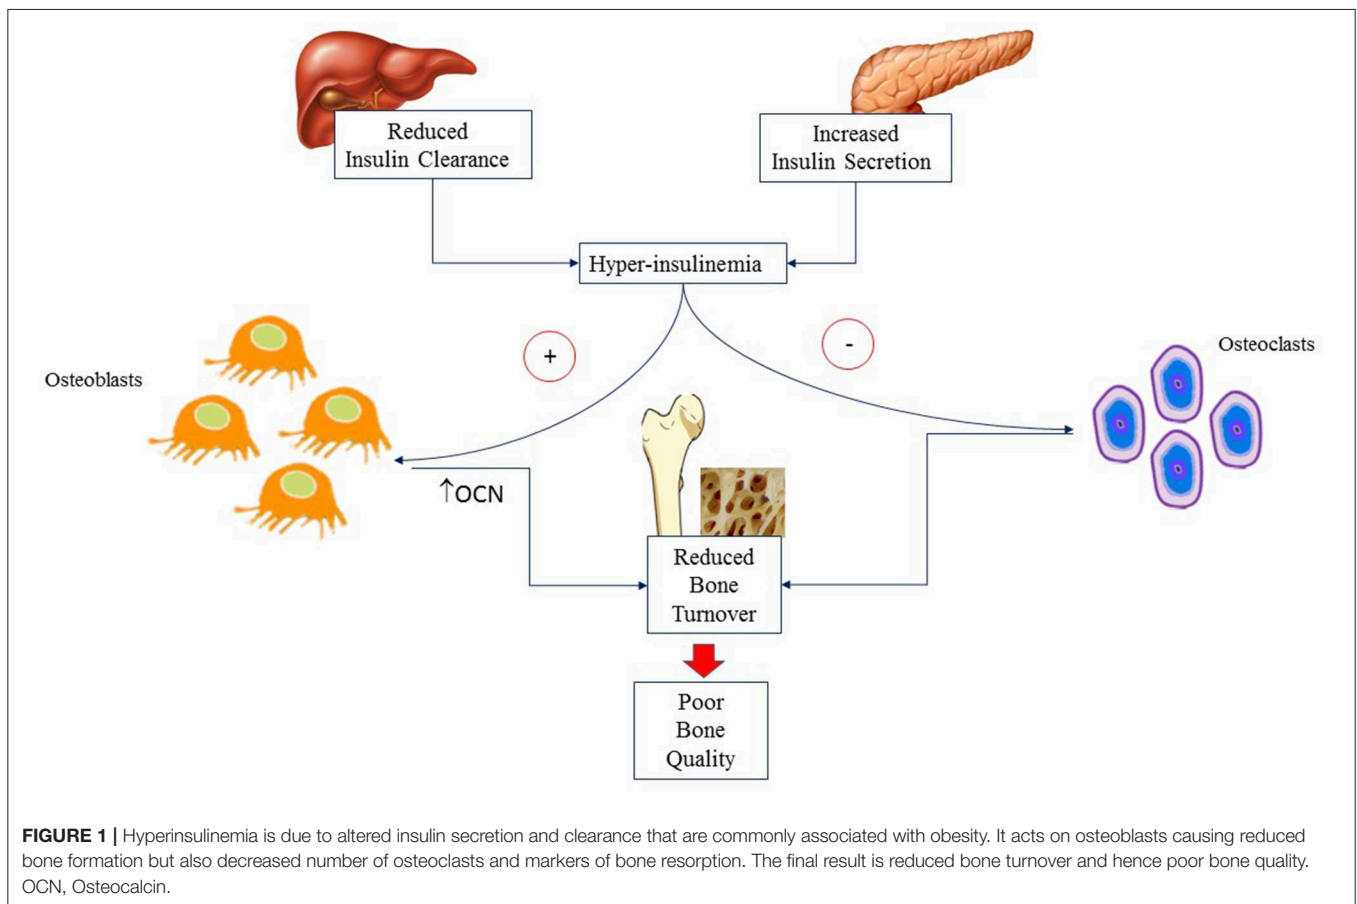 Reduced
Insulin Clearance
Increased
Insulin Secretion
Hyper-insulinemia
+
-
Osteoblasts
Osteoclasts
↑OCN
Reduced
Bone
Turnover
Poor
Bone
Quality
FIGURE 1 | Hyperinsulinemia is due to altered insulin secretion and clearance that are commonly associated with obesity. It acts on osteoblasts causing reduced
bone formation but also decreased number of osteoclasts and markers of bone resorption. The final result is reduced bone turnover and hence poor bone quality.
OCN, Osteocalcin.